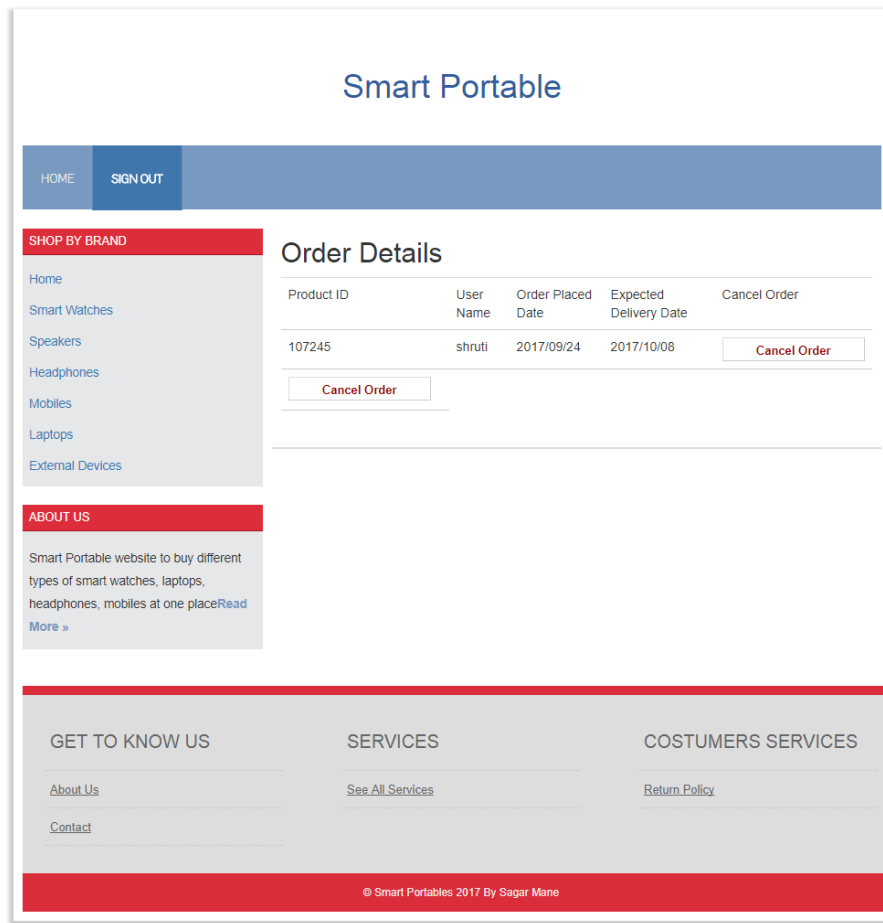 Smart Portable
HOME
SIGN OUT
SHOP BY BRAND
Home
Smart Watches
Speakers
Headphones
Mobiles
Laptops
External Devices
ABOUT US
Smart Portable website to buy different
types of smart watches, laptops,
headphones, mobiles at one placeRead
More »
Order Details
Product ID
User
Name
Order Placed
Date
Expected
Delivery Date
Cancel Order
107245
shruti
2017/09/24
2017/10/08
Cancel Order
Cancel Order
GET TO KNOW US
About Us
Contact
SERVICES
See All Services
COSTUMERS SERVICES
Return Policy
© Smart Portables 2017 By Sagar Mane